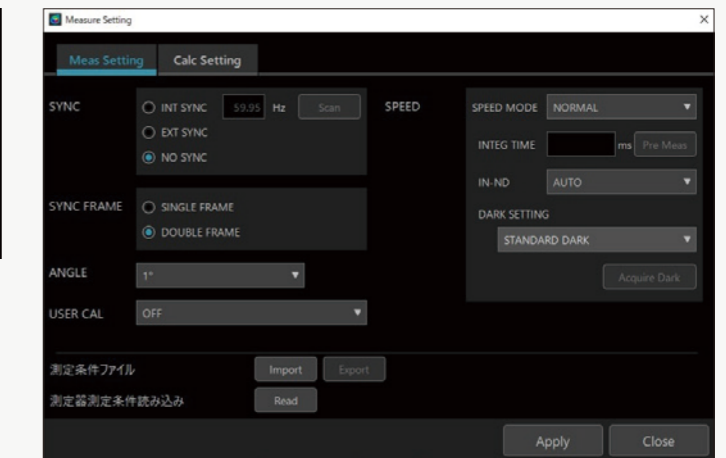 Measure Setting
Meas Setting Calc Setting
SYNC
INT SYNC 59.95 Hz Scan
EXT SYNC
NO SYNC
SYNC FRAME
SINGLE FRAME
DOUBLE FRAME
ANGLE 1°
USER CAL OFF
SPEED
SPEED MODE NORMAL
INTEG TIME ms Pre Meas
IN-ND AUTO
DARK SETTING
STANDARD DARK
Acquire Dark
測定条件ファイル Import Export
測定器測定条件読み込み Read
Apply Close